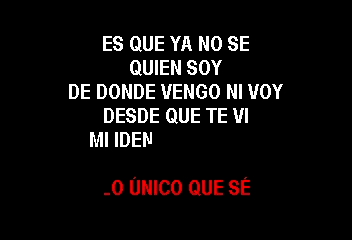 ES QUE YA NO SE
QUIEN SOY
DE DONDE VENGO NI VOY
DESDE QUE TE VI
MI IDEN
LO ÚNICO QUE SÉ